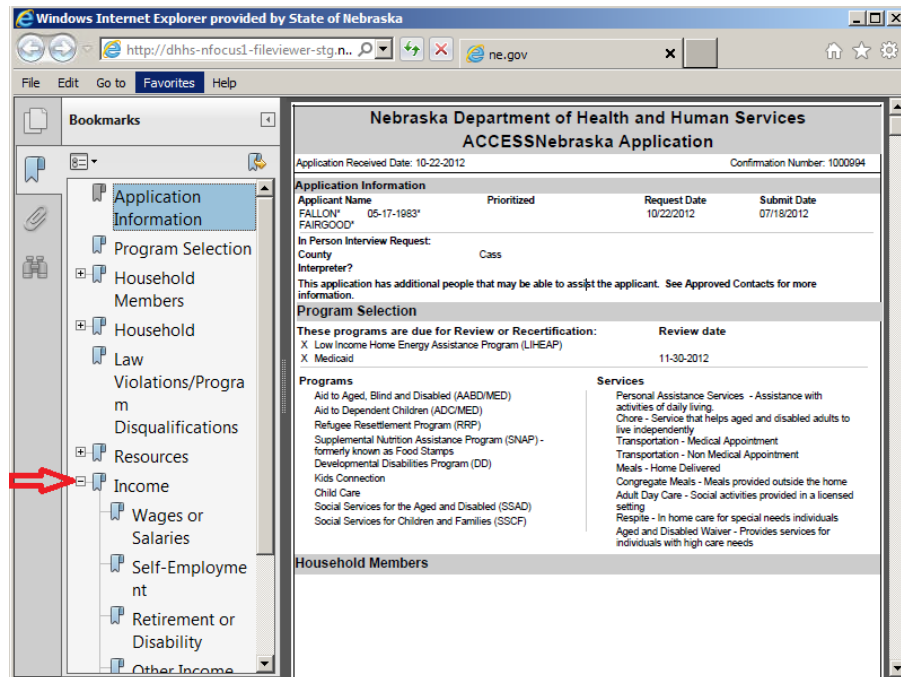 Windows Internet Explorer provided by State of Nebraska
http://dhhs-nfocus1-fileviewer-stg.n..
ne.gov
File Edit Go to Favorites Help
Bookmarks
Application
Information
Program Selection
Household
Members
Household
Law
Violations/Progra
m
Disqualifications
Resources
Income
Wages or
Salaries
Self-Employme
nt
Retirement or
Disability
Other Income
Nebraska Department of Health and Human Services
ACCESSNebraska Application
Application Received Date: 10-22-2012 Confirmation Number: 1000994
Application Information
Applicant Name Prioritized Request Date Submit Date
FALLON* 05-17-1983* 10/22/2012 07/18/2012
FAIRGOOD*
In Person Interview Request:
County Cass
Interpreter?
This application has additional people that may be able to assist the applicant. See Approved Contacts for more
information.
Program Selection
These programs are due for Review or Recertification: Review date
X Low Income Home Energy Assistance Program (LIHEAP)
X Medicaid 11-30-2012
Programs
Aid to Aged, Blind and Disabled (AABD/MED)
Aid to Dependent Children (ADC/MED)
Refugee Resettlement Program (RRP)
Supplemental Nutrition Assistance Program (SNAP) -
formerly known as Food Stamps
Developmental Disabilities Program (DD)
Kids Connection
Child Care
Social Services for the Aged and Disabled (SSAD)
Social Services for Children and Families (SSCF)
Services
Personal Assistance Services - Assistance with
activities of daily living.
Chore - Service that helps aged and disabled adults to
live independently
Transportation - Medical Appointment
Transportation - Non Medical Appointment
Meals - Home Delivered
Congregate Meals - Meals provided outside the home
Adult Day Care - Social activities provided in a licensed
setting
Respite - In home care for special needs individuals
Aged and Disabled Waiver - Provides services for
individuals with high care needs
Household Members